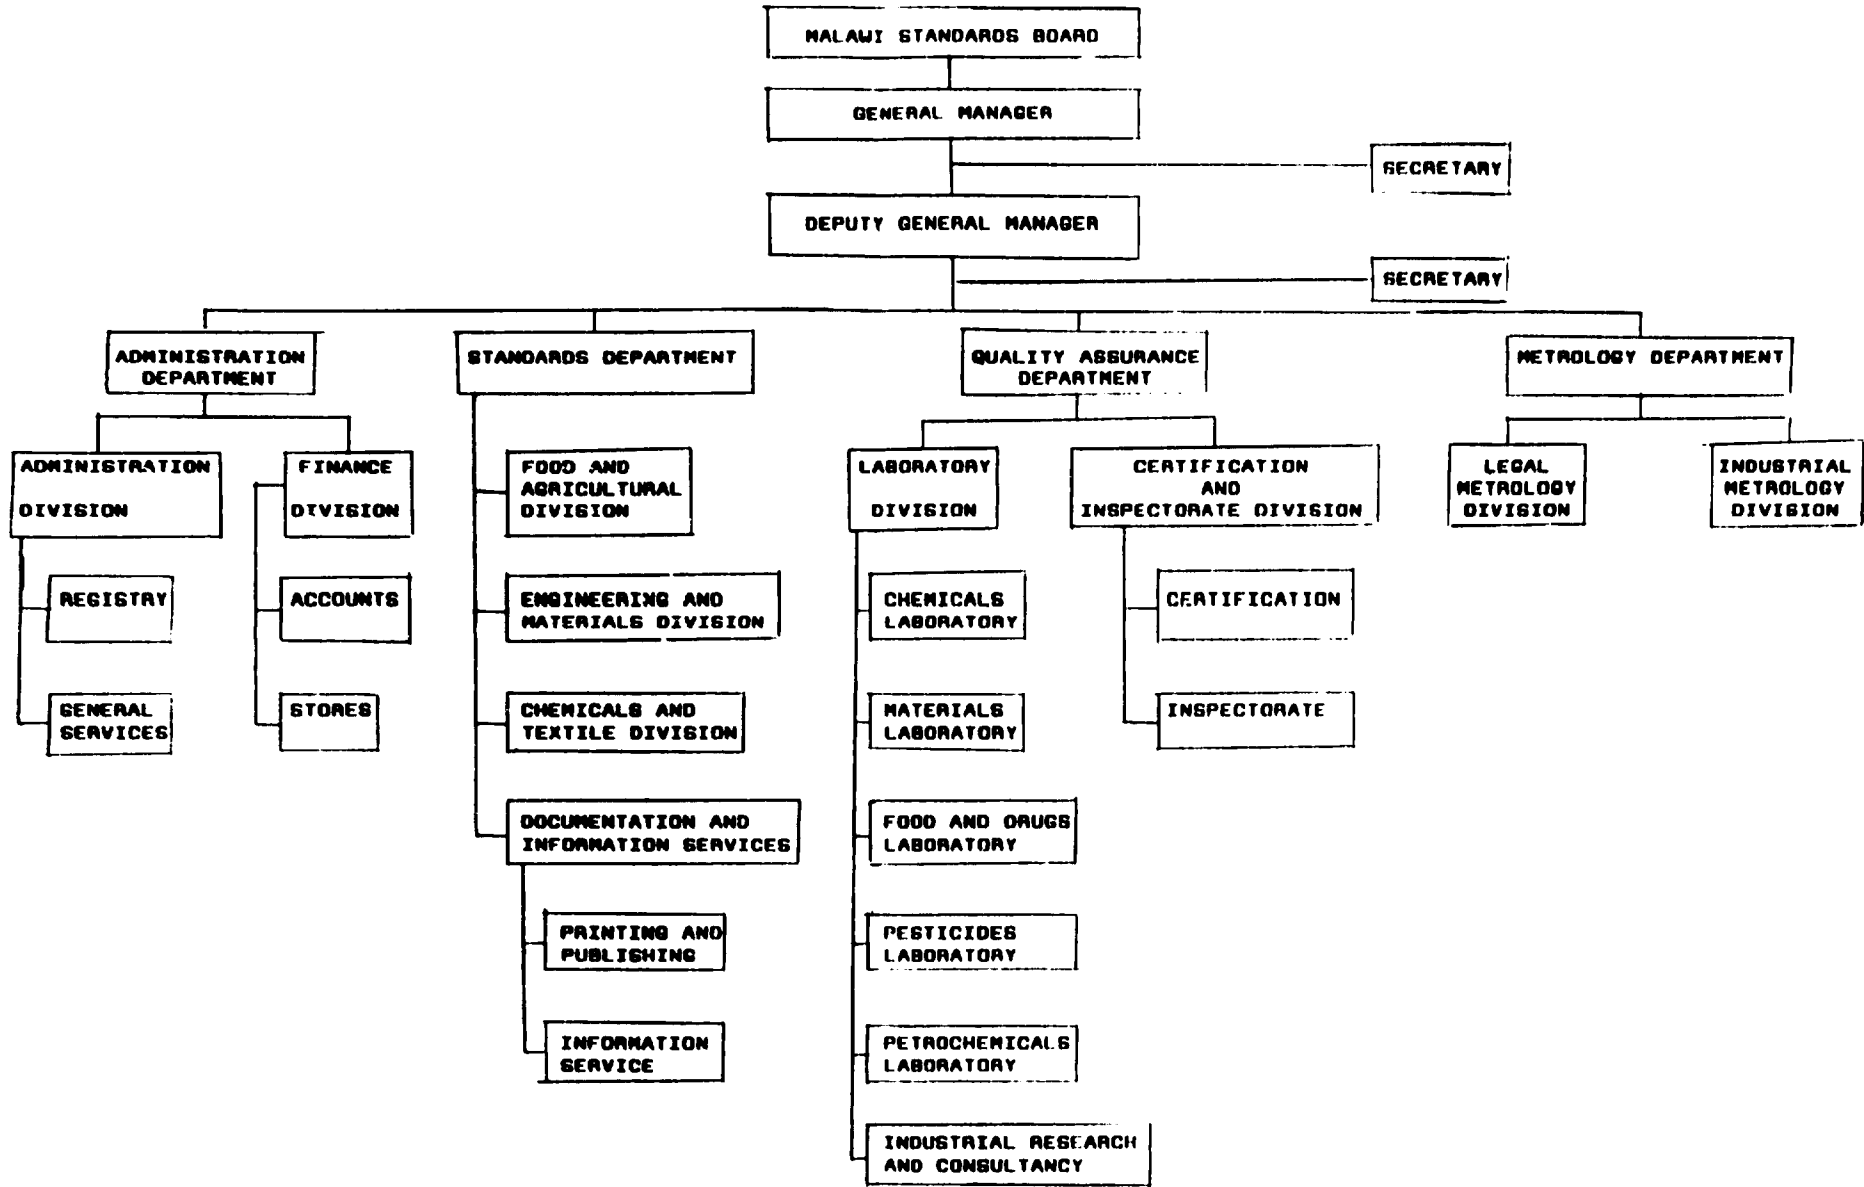 MALAWI STANDARDS BOARD
GENERAL MANAGER
SECRETARY
DEPUTY GENERAL MANAGER
SECRETARY
ADMINISTRATION
DEPARTMENT
STANDARDS DEPARTMENT
QUALITY ASSURANCE
DEPARTMENT
METROLOGY DEPARTMENT
ADMINISTRATION
DIVISION
FINANCE
DIVISION
FOOD AND
AGRICULTURAL
DIVISION
LABORATORY
DIVISION
CERTIFICATION
AND
INSPECTORATE DIVISION
LEGAL
METROLOGY
DIVISION
INDUSTRIAL
METROLOGY
DIVISION
REGISTRY
ACCOUNTS
ENGINEERING AND
MATERIALS DIVISION
CHEMICALS
LABORATORY
CERTIFICATION
GENERAL
SERVICES
STORES
CHEMICALS AND
TEXTILE DIVISION
MATERIALS
LABORATORY
INSPECTORATE
DOCUMENTATION AND
INFORMATION SERVICES
FOOD AND DRUGS
LABORATORY
PRINTING AND
PUBLISHING
PESTICIDES
LABORATORY
INFORMATION
SERVICE
PETROCHEMICALS
LABORATORY
INDUSTRIAL RESEARCH
AND CONSULTANCY